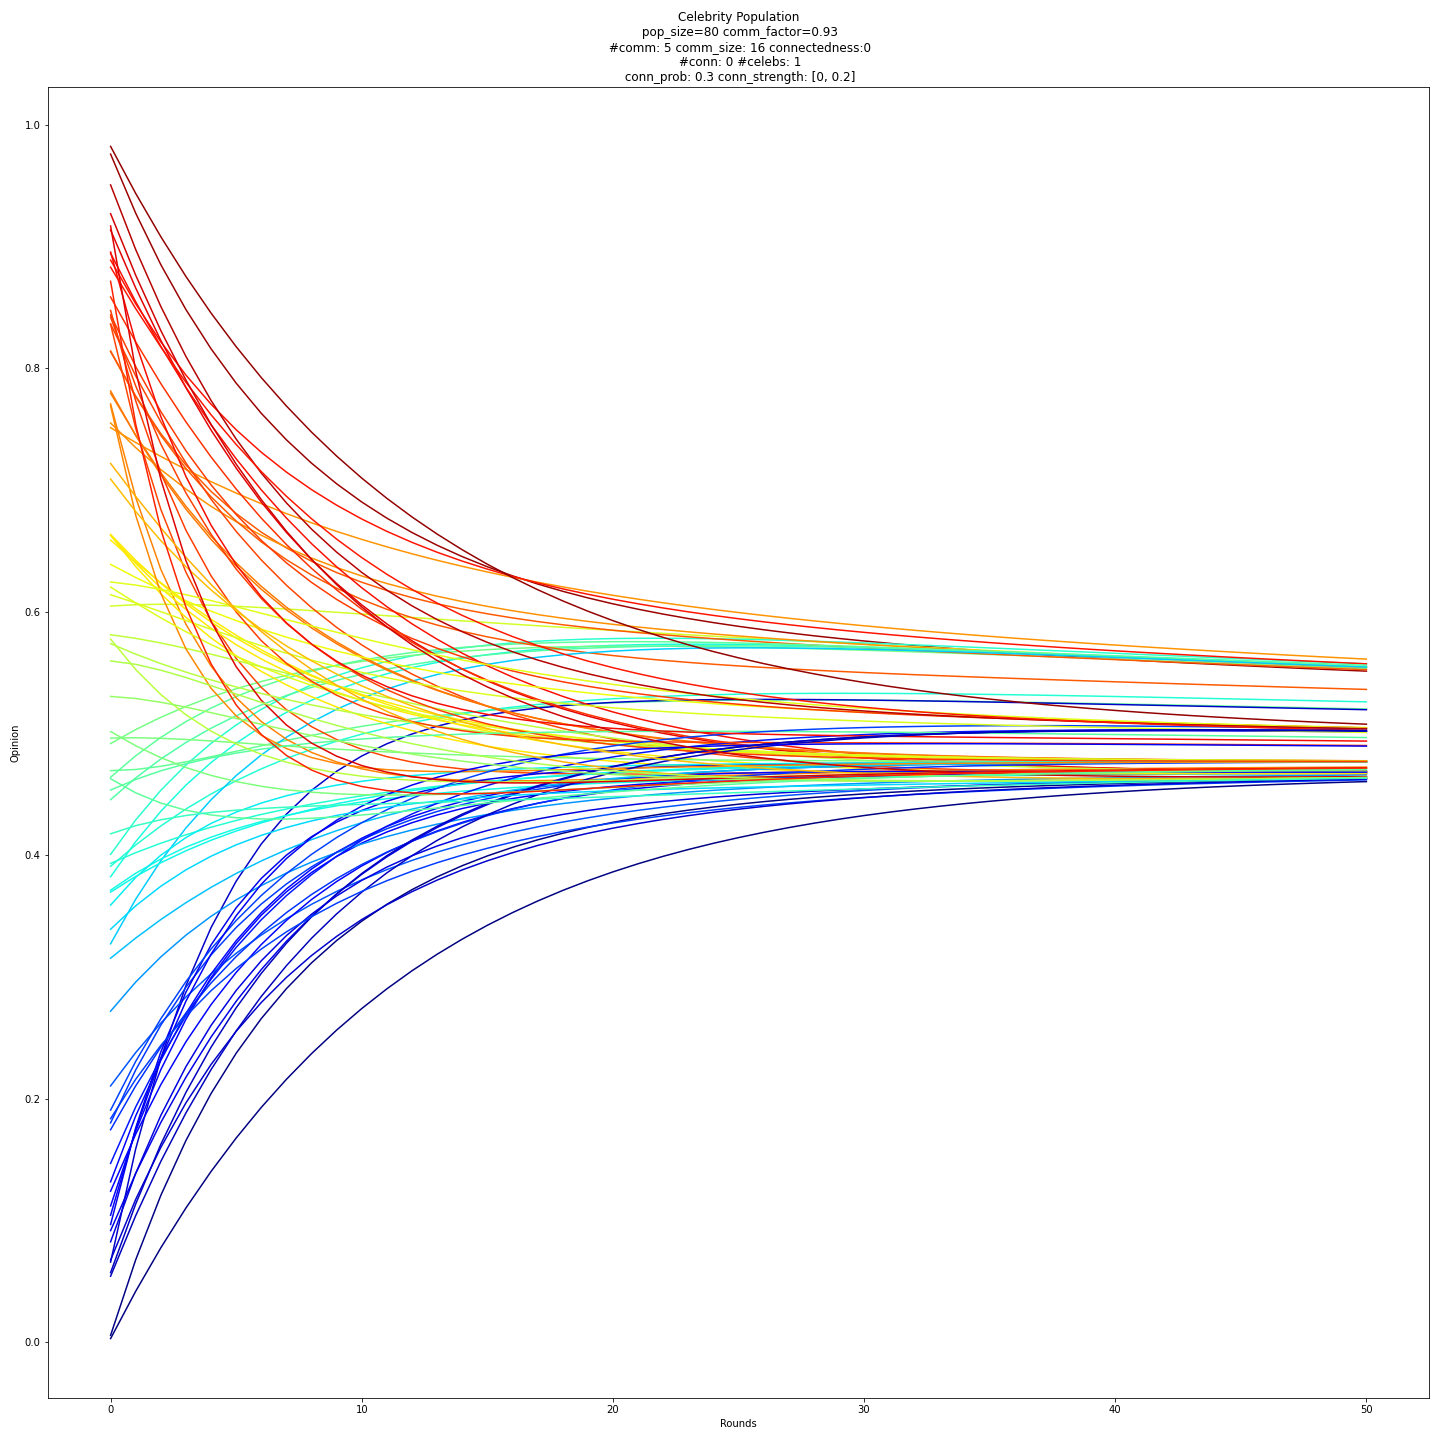 Celebrity Population
pop_size=80 comm_factor=0.93
#comm: 5 comm_size: 16 connectedness:0
#conn: 0 #celebs: 1
conn_prob: 0.3 conn_strength: [0, 0.2]
1.0
0.8
0.6
Opinion
0.4
0.2
0.0
0 10 20 30 40 50
Rounds